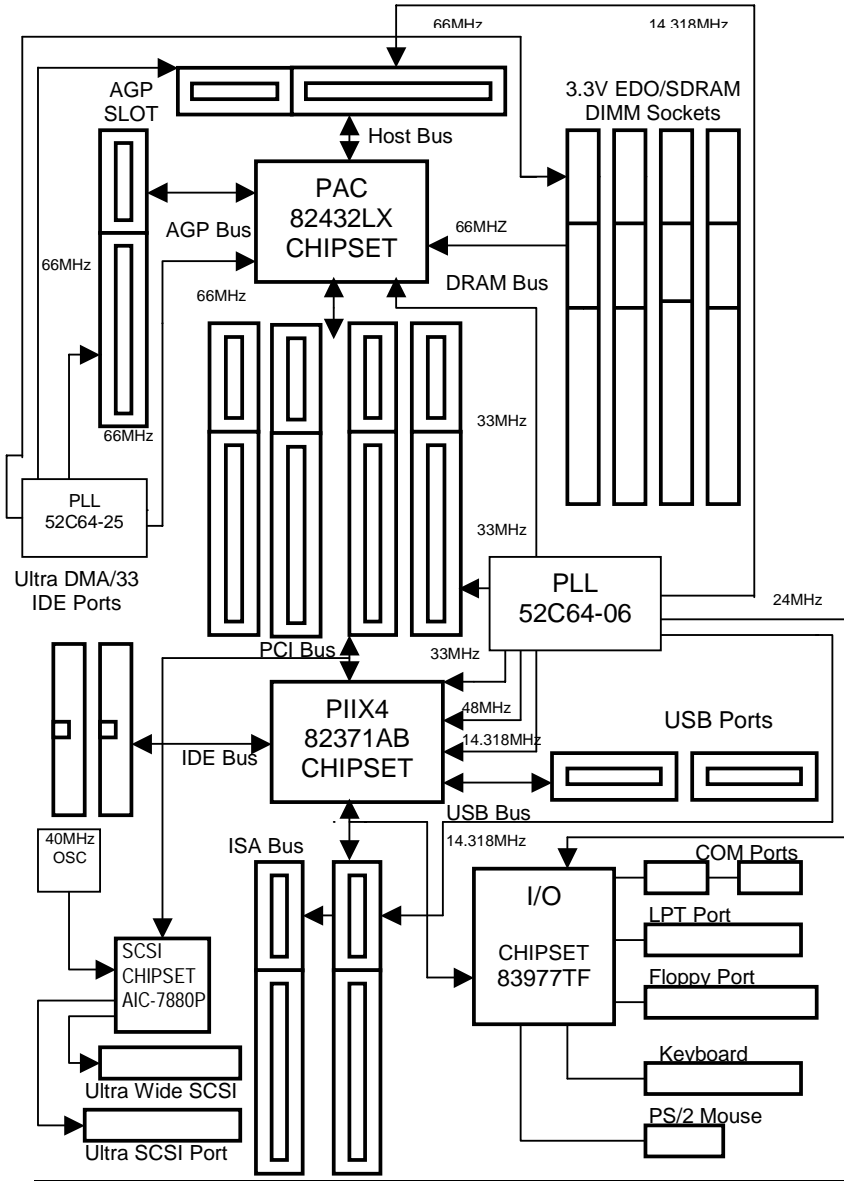 66MHz
14.318MHz
AGP
SLOT
3.3V EDO/SDRAM
DIMM Sockets
Host Bus
PAC
82432LX
CHIPSET
AGP Bus
66MHZ
66MHz
DRAM Bus
66MHz
33MHz
66MHz
PLL
52C64-25
33MHz
Ultra DMA/33
IDE Ports
PLL
52C64-06
24MHz
PCI Bus
33MHz
PIIX4
82371AB
CHIPSET
48MHz
14.318MHz
USB Ports
IDE Bus
USB Bus
40MHz
OSC
ISA Bus
14.318MHz
COM Ports
I/O
CHIPSET
83977TF
LPT Port
SCSI
CHIPSET
AIC-7880P
Floppy Port
Keyboard
Ultra Wide SCSI
PS/2 Mouse
Ultra SCSI Port